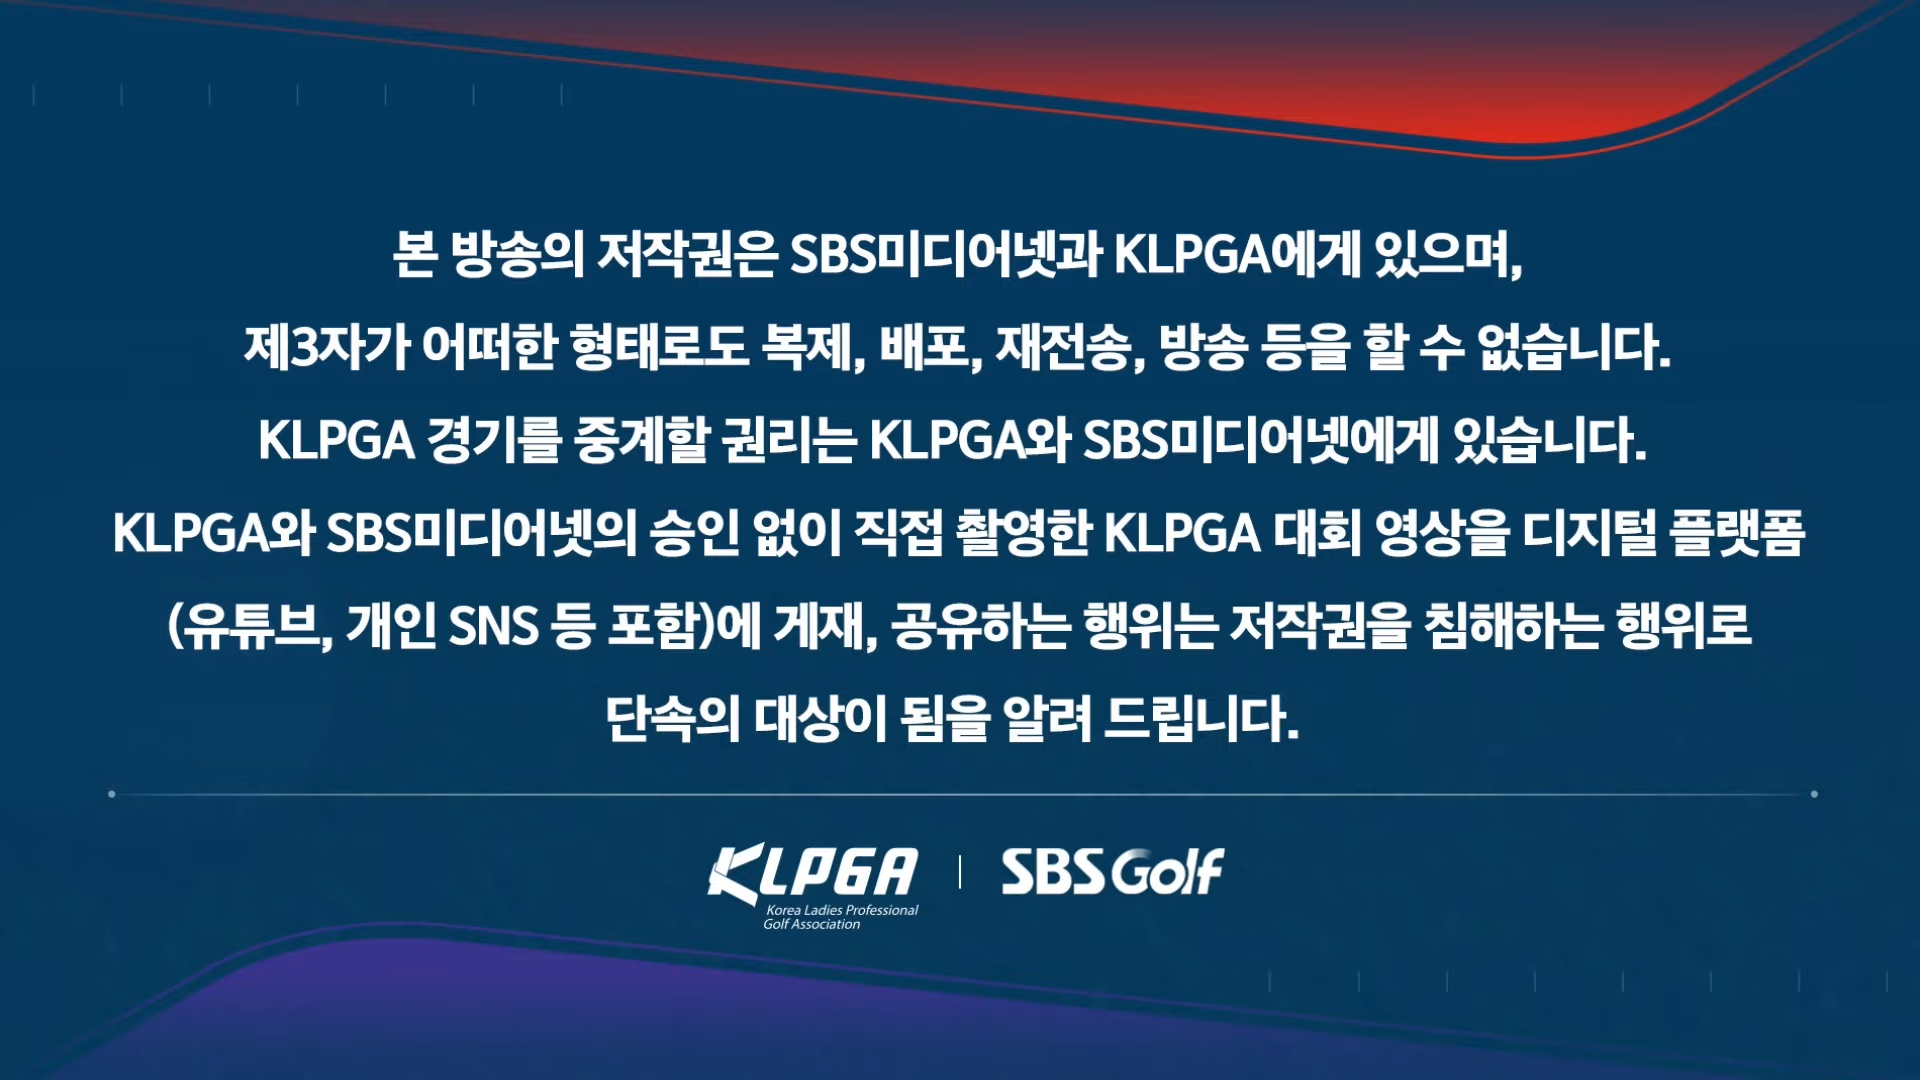 본 방송의 저작권은 SBS미디어넷과 KLPGA에게 있으며,
제3자가 어떠한 형태로도 복제, 배포, 재전송, 방송 등을 할 수 없습니다.
KLPGA 경기를 중계할 권리는 KLPGA와 SBS미디어넷에게 있습니다.
KLPGA와 SBS미디어넷의 승인 없이 직접 촬영한 KLPGA 대회 영상을 디지털 플랫폼
(유튜브, 개인 SNS 등 포함)에 게재, 공유하는 행위는 저작권을 침해하는 행위로
단속의 대상이 됨을 알려 드립니다.
KLPGA
Korea Ladies Professional
Golf Association
SBS Golf